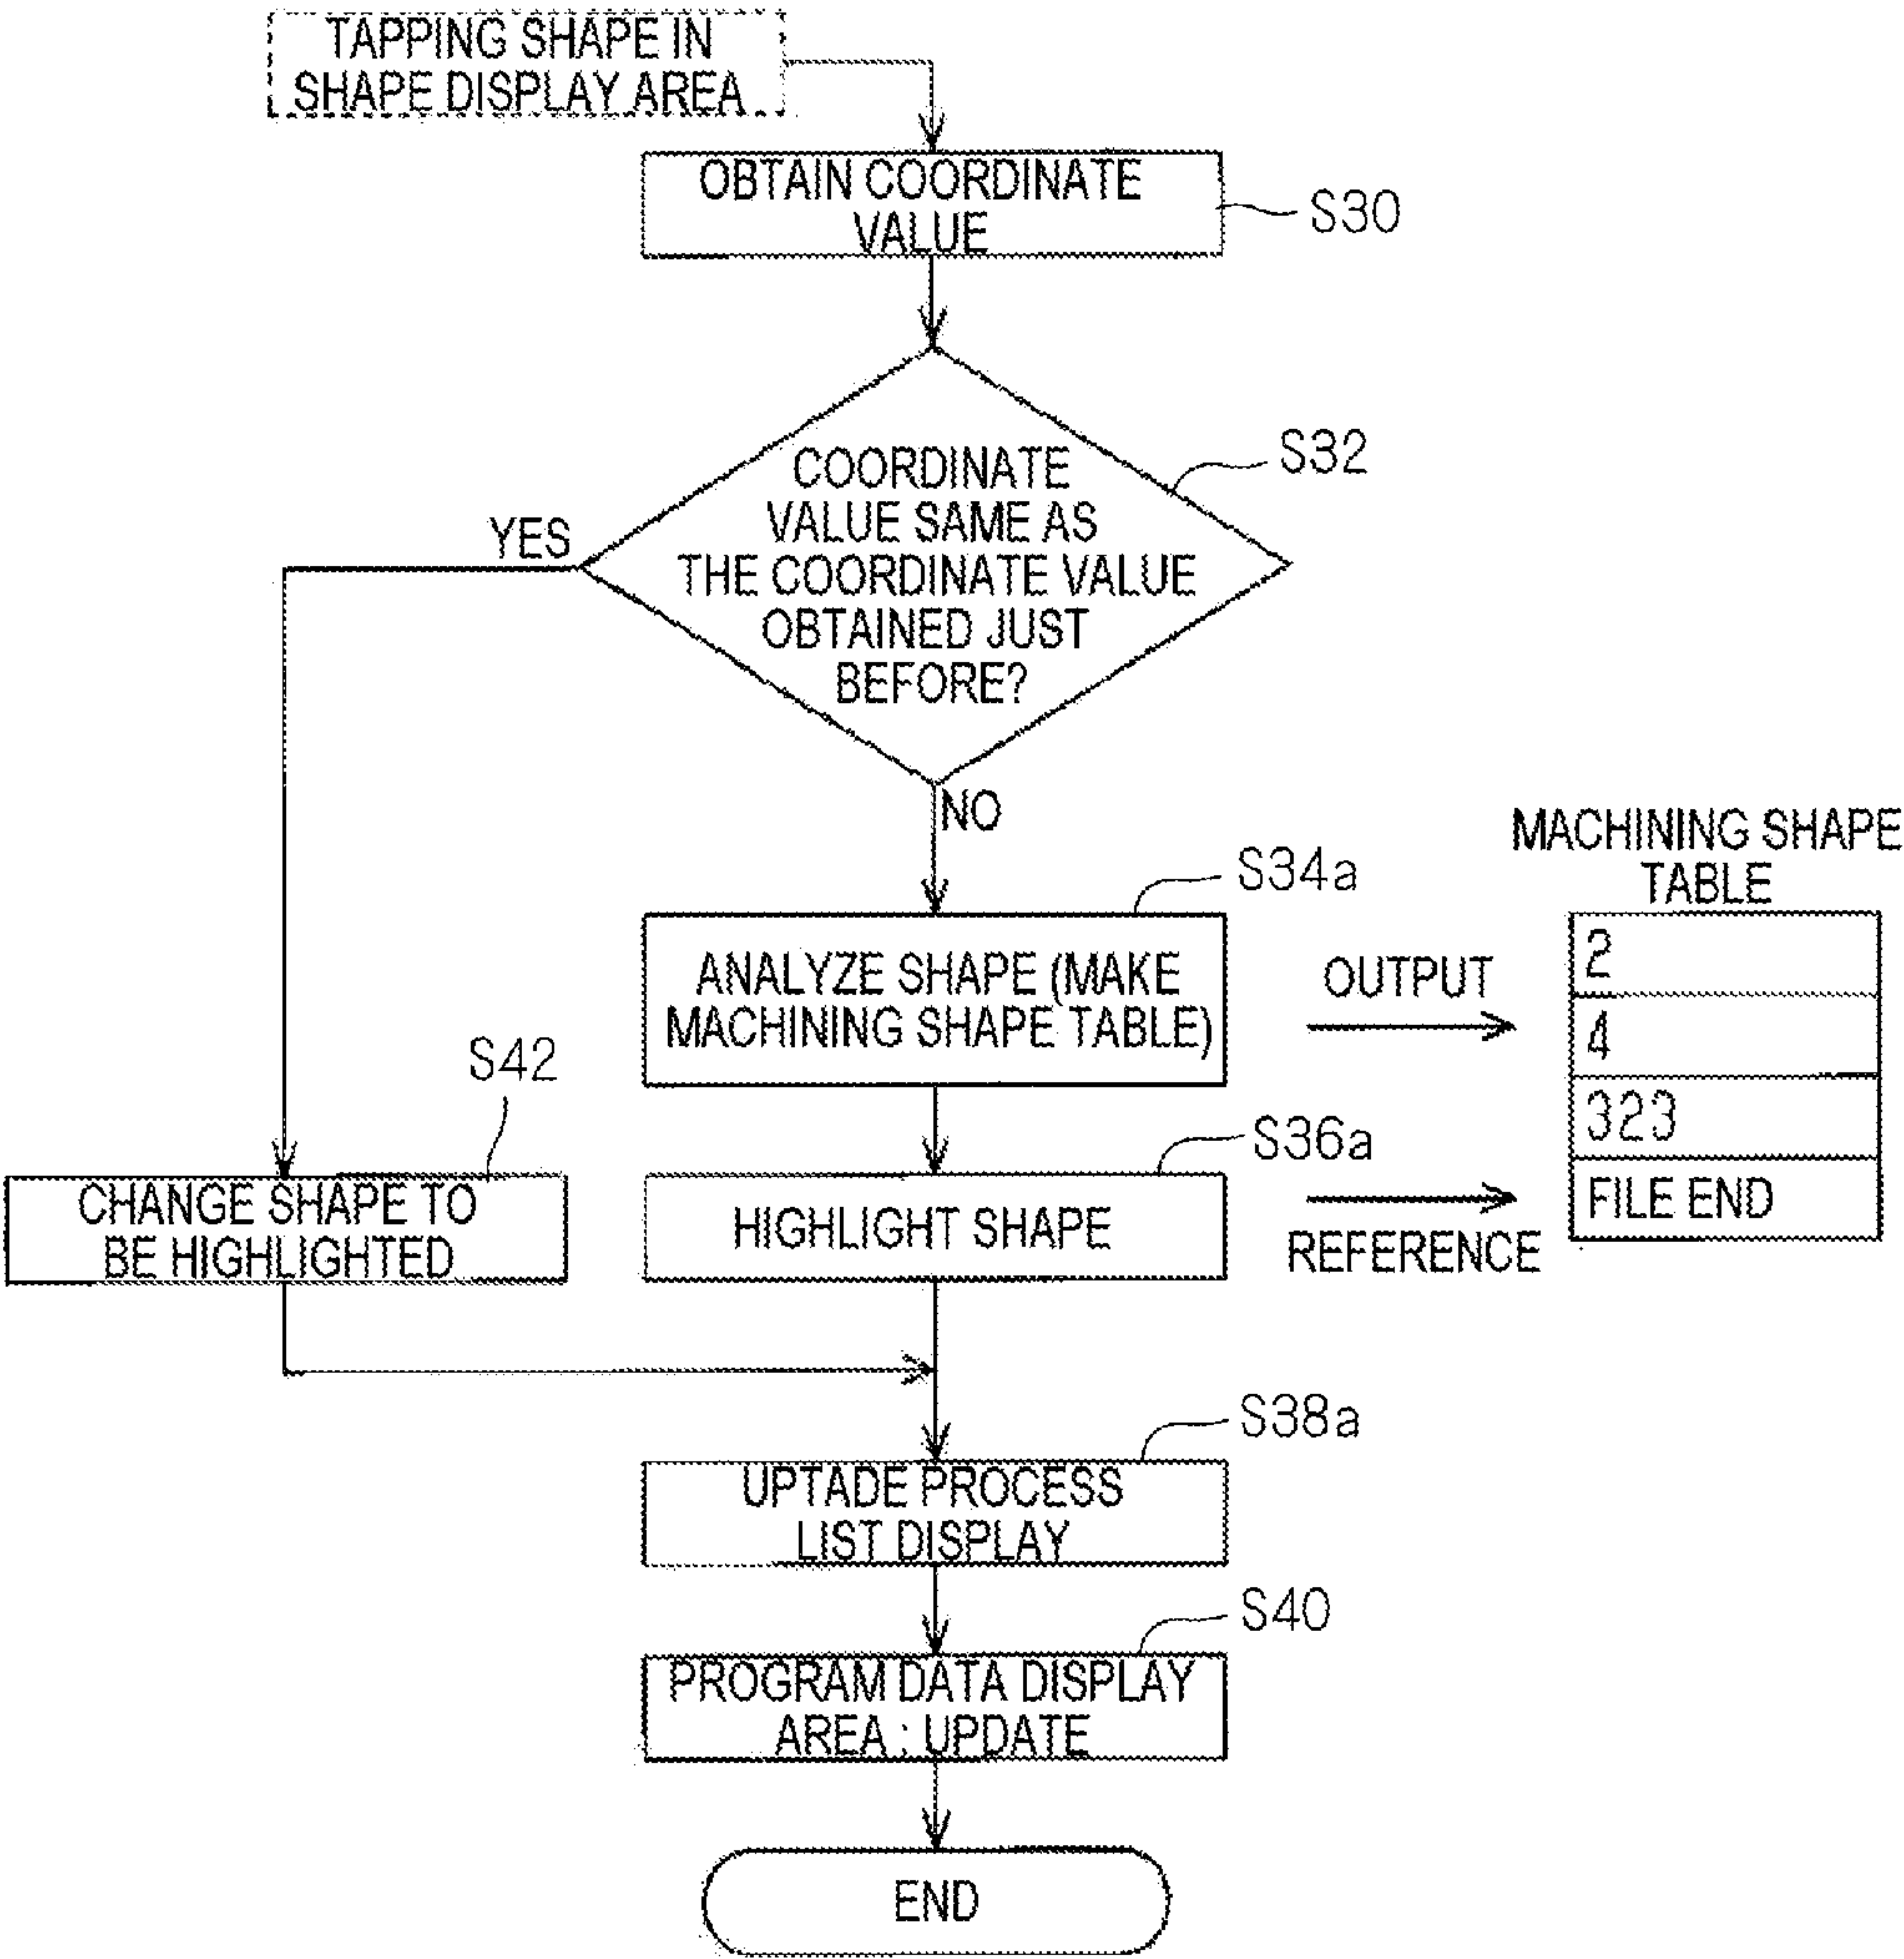 TAPPING SHAPE IN
SHAPE DISPLAY AREA
OBTAIN COORDINATE
VALUE
S30
S32
COORDINATE
VALUE SAME AS
THE COORDINATE VALUE
OBTAINED JUST
BEFORE?
YES
NO
S34a
ANALYZE SHAPE (MAKE
MACHINING SHAPE TABLE)
OUTPUT
MACHINING SHAPE
TABLE
2
4
323
FILE END
S42
CHANGE SHAPE TO
BE HIGHLIGHTED
S36a
HIGHLIGHT SHAPE
REFERENCE
S38a
UPTADE PROCESS
LIST DISPLAY
S40
PROGRAM DATA DISPLAY
AREA : UPDATE
END